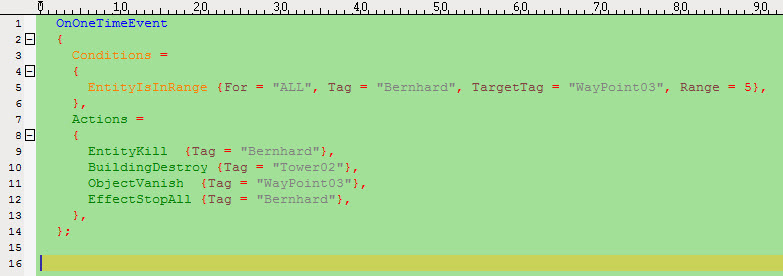 0 10 20 30 40 50 60 70 80 90
1 OnOneTimeEvent
2 {
3 Conditions =
4 {
5 EntityIsInRange {For = "ALL", Tag = "Bernhard", TargetTag = "WayPoint03", Range = 5},
6 },
7 Actions =
8 {
9 EntityKill {Tag = "Bernhard"},
10 BuildingDestroy {Tag = "Tower02"},
11 ObjectVanish {Tag = "WayPoint03"},
12 EffectStopAll {Tag = "Bernhard"},
13 },
14 };
15
16